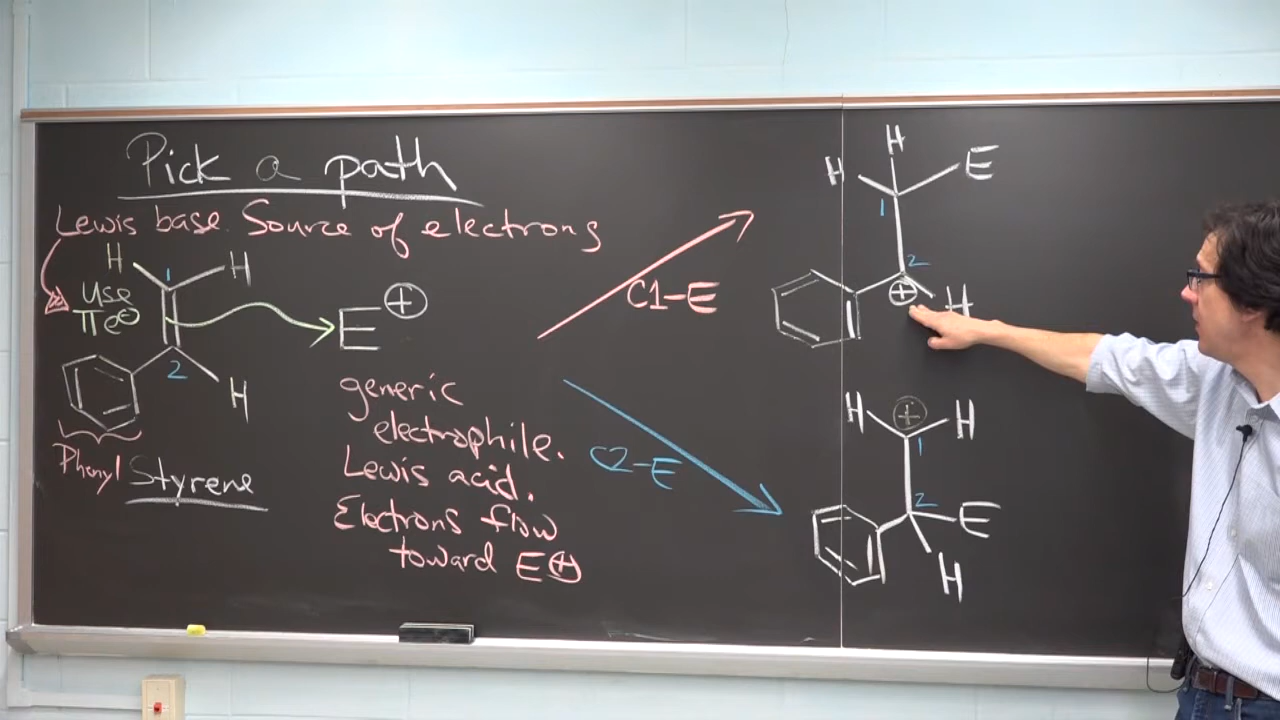 Pick a path
Lewis base. Source of electrons
H
1
H
use
πe⊖
2
H
Phenyl
Styrene
E⊕
generic
electrophile.
Lewis acid.
Electrons flow
toward E⊕
C1-E
C2-E
H
H
E
1
2
⊕
H
H
⊕
H
1
2
E
H